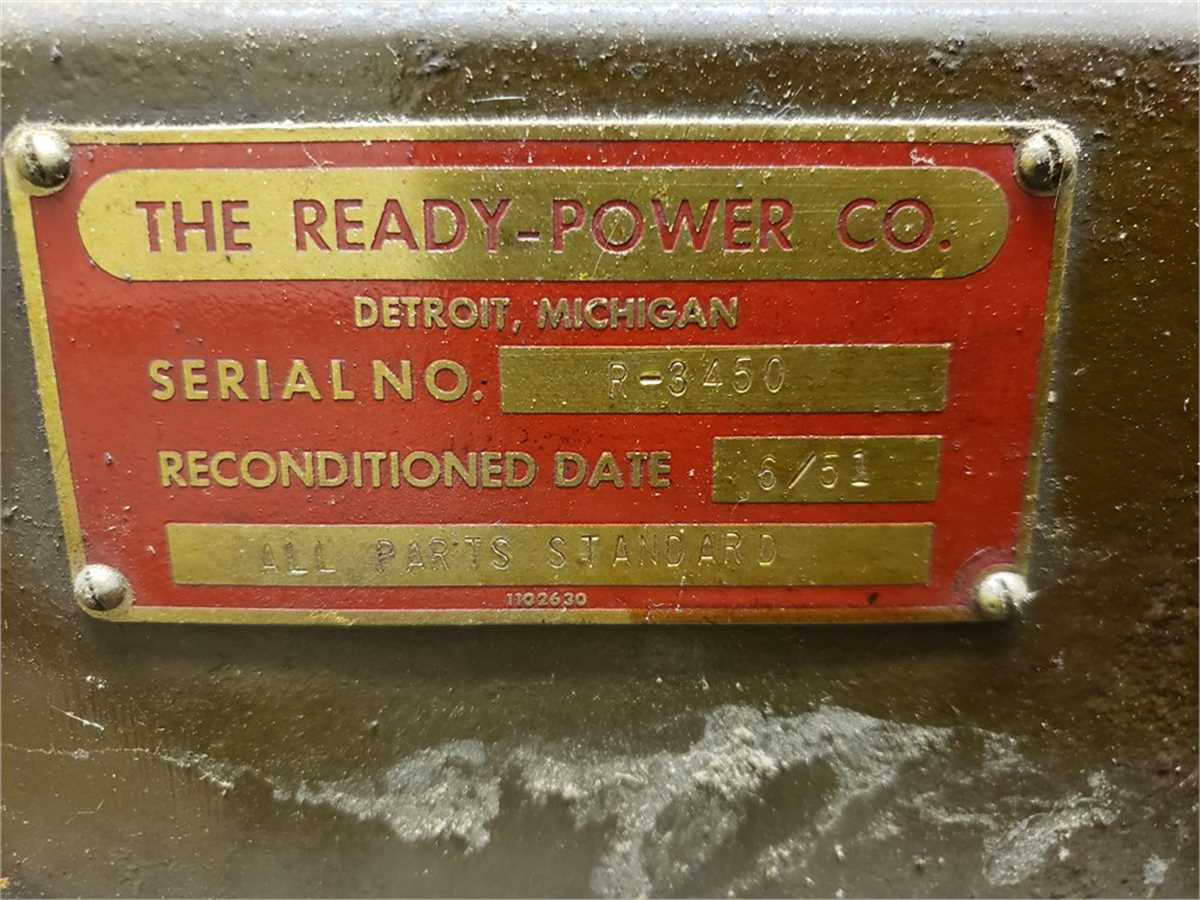 THE READY-POWER CO.
DETROIT, MICHIGAN
SERIAL NO. R-3450
RECONDITIONED DATE 6/51
ALL PARTS STANDARD
1102630